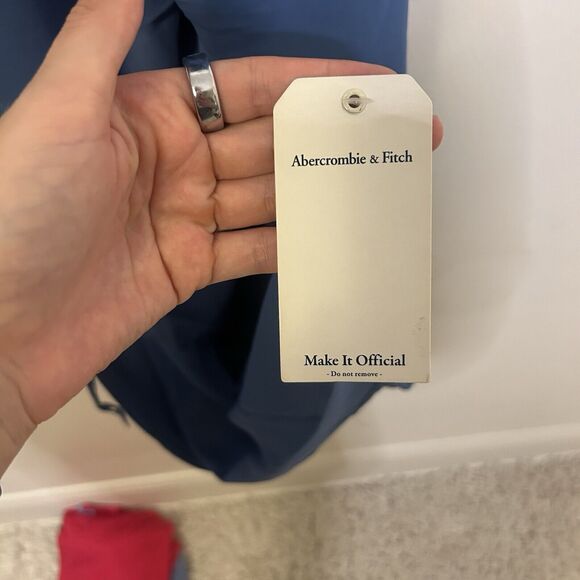 Abercrombie & Fitch
Make It Official
- Do not remove -